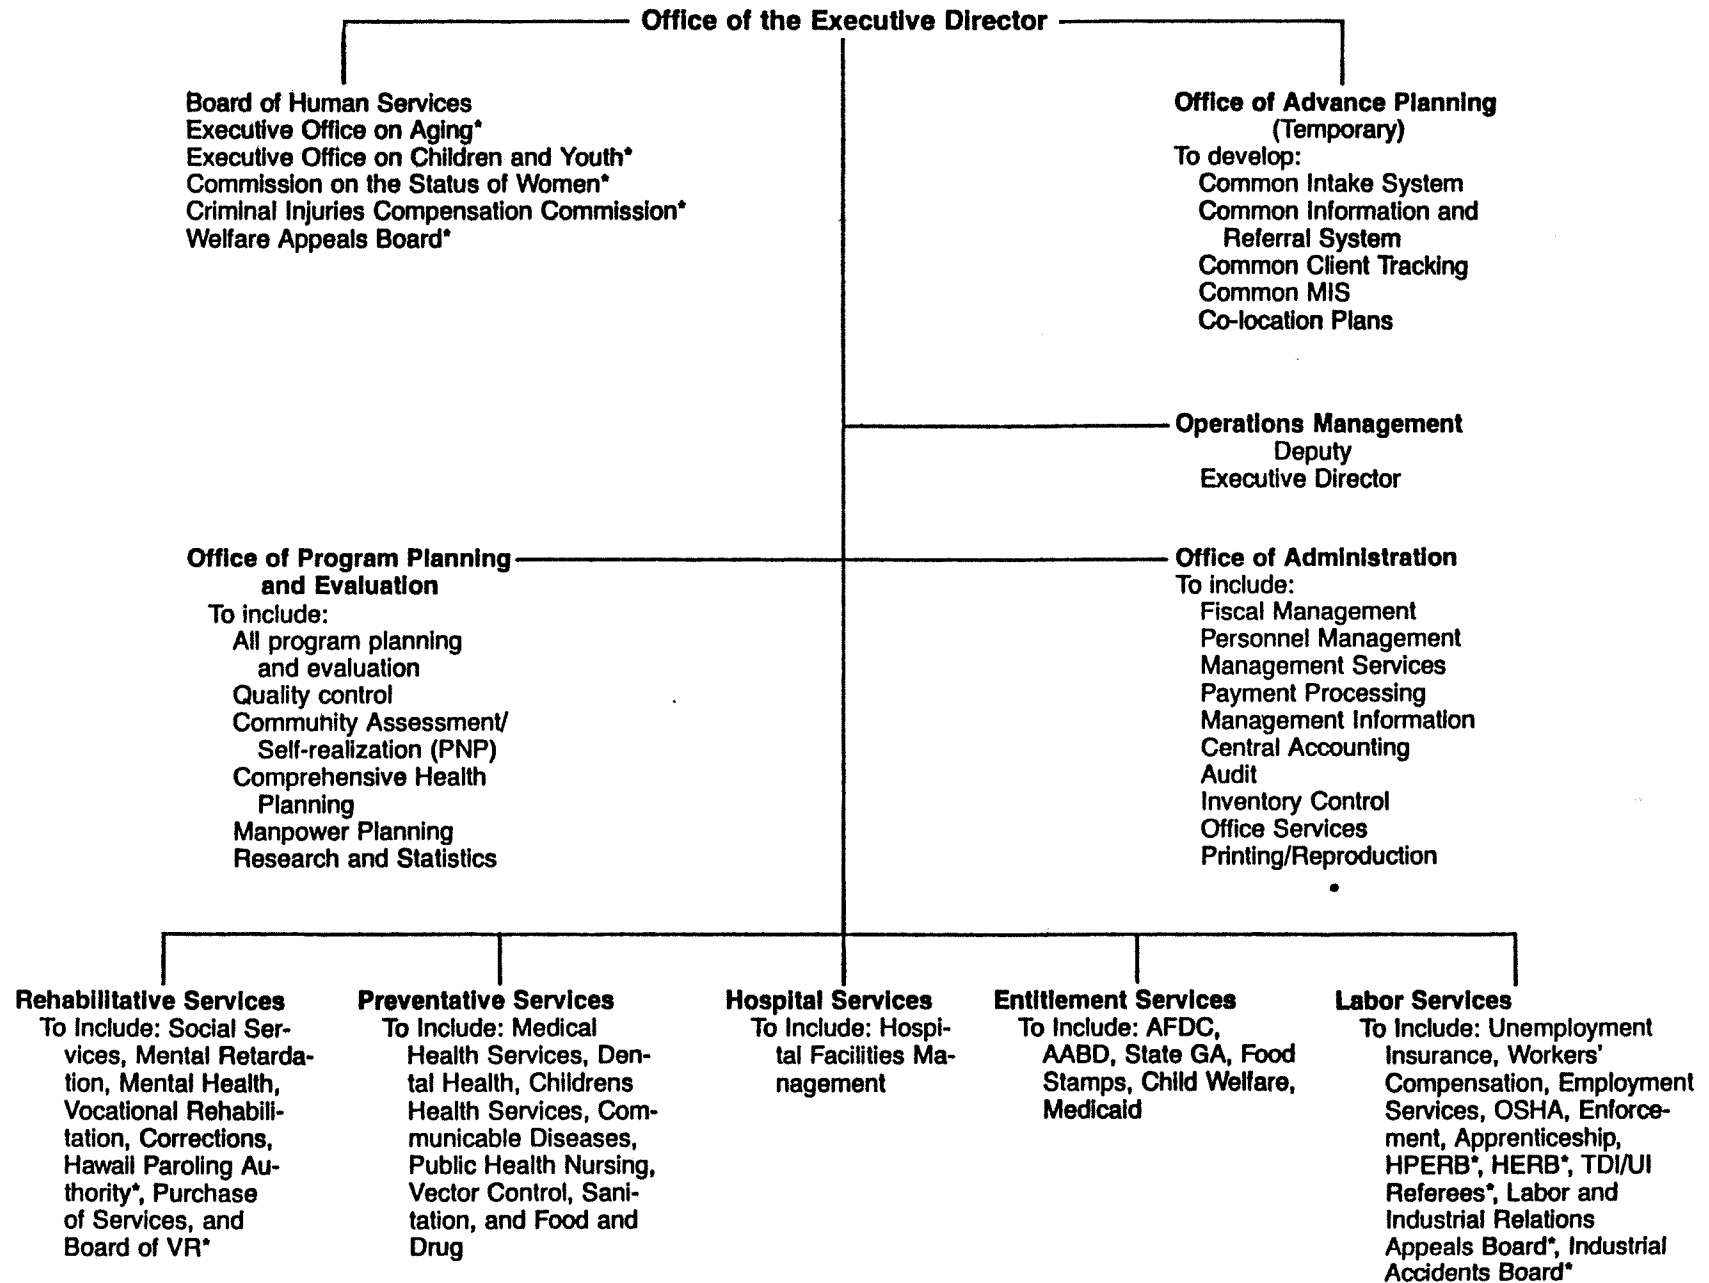 Office of the Executive Director
Board of Human Services
Executive Office on Aging*
Executive Office on Children and Youth*
Commission on the Status of Women*
Criminal Injuries Compensation Commission*
Welfare Appeals Board*
Office of Advance Planning
(Temporary)
To develop:
Common Intake System
Common Information and
Referral System
Common Client Tracking
Common MIS
Co-location Plans
Operations Management
Deputy
Executive Director
Office of Program Planning
and Evaluation
To include:
All program planning
and evaluation
Quality control
Community Assessment/
Self-realization (PNP)
Comprehensive Health
Planning
Manpower Planning
Research and Statistics
Office of Administration
To include:
Fiscal Management
Personnel Management
Management Services
Payment Processing
Management Information
Central Accounting
Audit
Inventory Control
Office Services
Printing/Reproduction
Rehabilitative Services
To Include: Social Ser-
vices, Mental Retarda-
tion, Mental Health,
Vocational Rehabili-
tation, Corrections,
Hawaii Paroling Au-
thority*, Purchase
of Services, and
Board of VR*
Preventative Services
To Include: Medical
Health Services, Den-
tal Health, Childrens
Health Services, Com-
municable Diseases,
Public Health Nursing,
Vector Control, Sani-
tation, and Food and
Drug
Hospital Services
To Include: Hospi-
tal Facilities Ma-
nagement
Entitlement Services
To Include: AFDC,
AABD, State GA, Food
Stamps, Child Welfare,
Medicaid
Labor Services
To Include: Unemployment
Insurance, Workers'
Compensation, Employment
Services, OSHA, Enforce-
ment, Apprenticeship,
HPERB*, HERB*, TDI/UI
Referees*, Labor and
Industrial Relations
Appeals Board*, Industrial
Accidents Board*